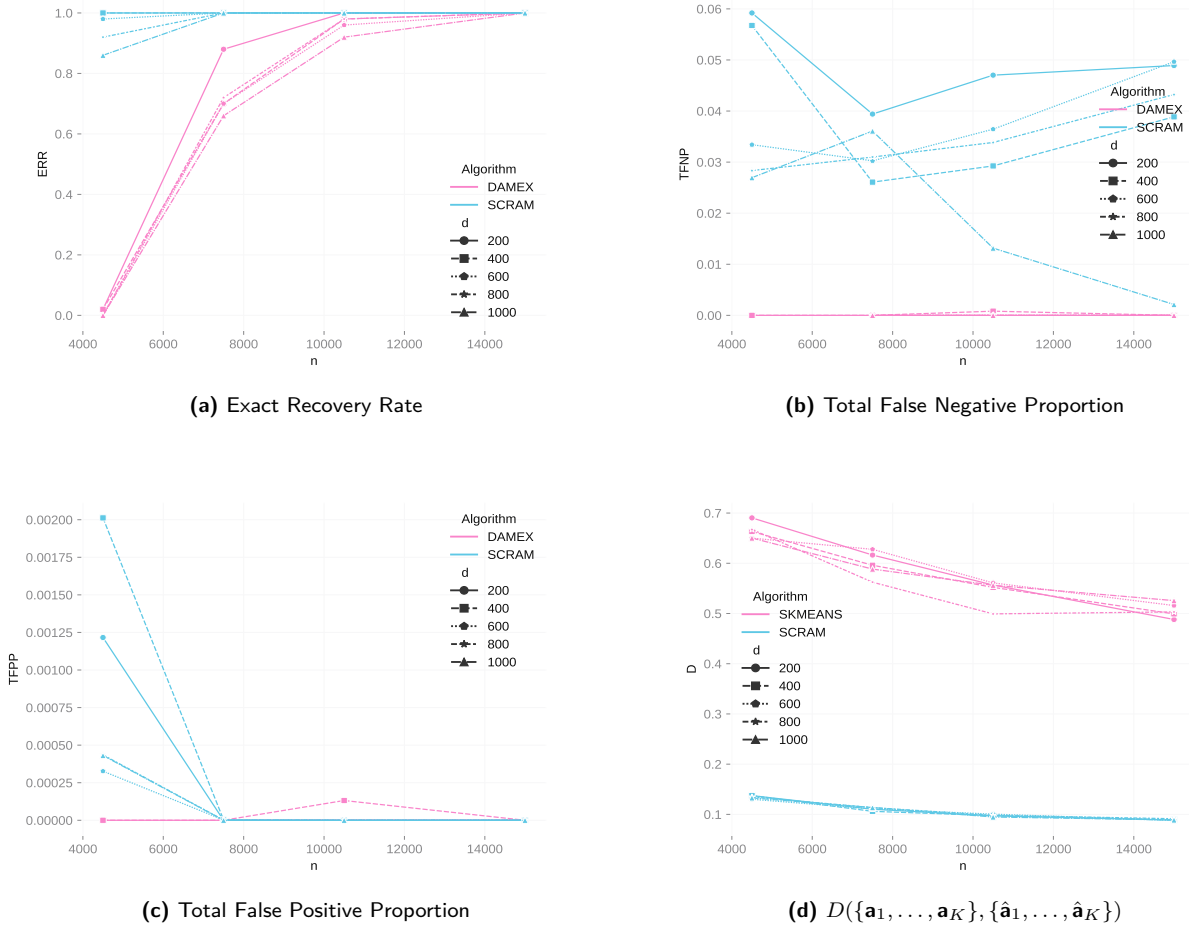 1.0
0.8
0.6
0.4
0.2
0.0
ERR
4000 6000 8000 10000 12000 14000
n
Algorithm
DAMEX
SCRAM
d
200
400
600
800
1000
(a) Exact Recovery Rate
0.06
0.05
0.04
0.03
0.02
0.01
0.00
TFNP
4000 6000 8000 10000 12000 14000
n
Algorithm
DAMEX
SCRAM
d
200
400
600
800
1000
(b) Total False Negative Proportion
0.00200
0.00175
0.00150
0.00125
0.00100
0.00075
0.00050
0.00025
0.00000
TFPP
4000 6000 8000 10000 12000 14000
n
Algorithm
DAMEX
SCRAM
d
200
400
600
800
1000
(c) Total False Positive Proportion
0.7
0.6
0.5
0.4
0.3
0.2
0.1
D
4000 6000 8000 10000 12000 14000
n
Algorithm
SKMEANS
SCRAM
d
200
400
600
800
1000
(d) D({a₁, . . . , a_K}, {â₁, . . . , â_K})